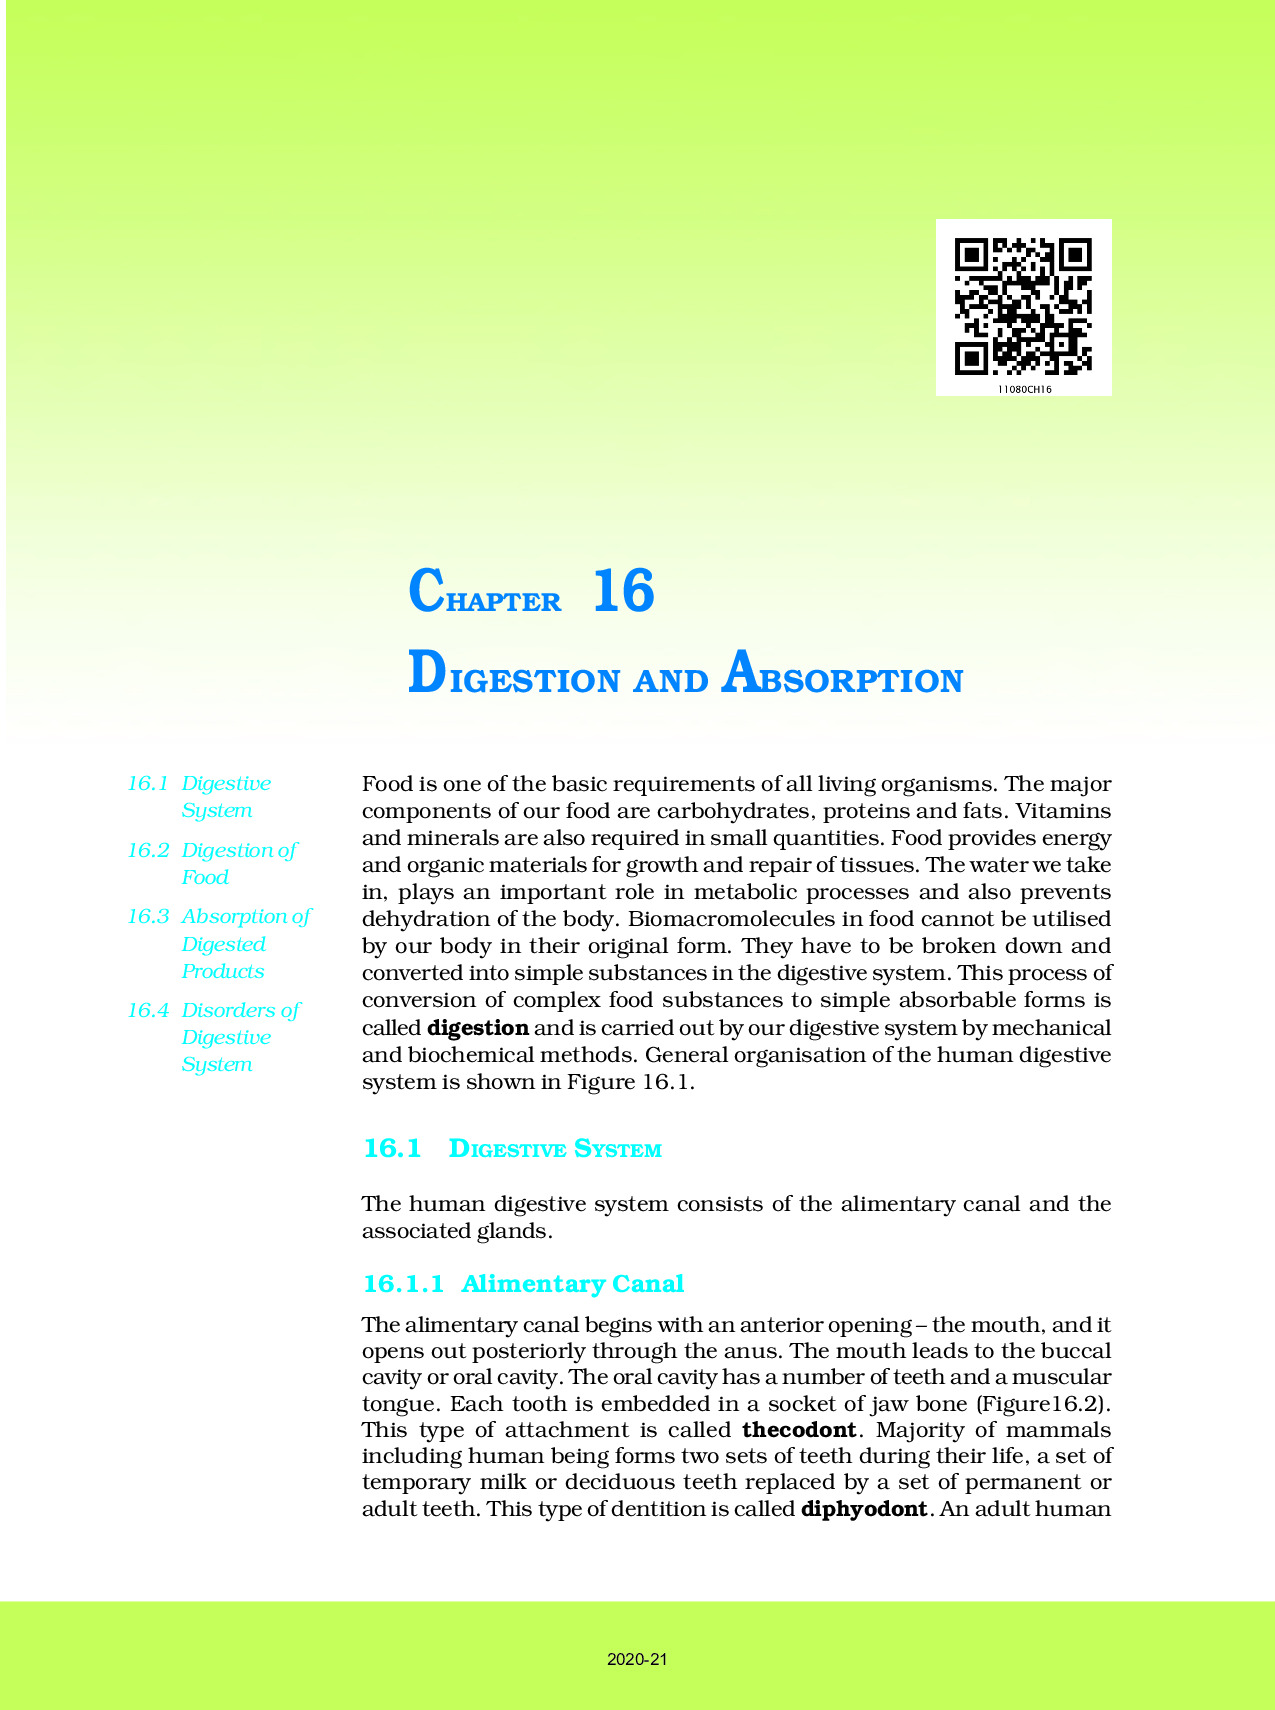 11080CH16
CHAPTER 16
DIGESTION AND ABSORPTION
16.1 Digestive
System
16.2 Digestion of
Food
16.3 Absorption of
Digested
Products
16.4 Disorders of
Digestive
System
Food is one of the basic requirements of all living organisms. The major
components of our food are carbohydrates, proteins and fats. Vitamins
and minerals are also required in small quantities. Food provides energy
and organic materials for growth and repair of tissues. The water we take
in, plays an important role in metabolic processes and also prevents
dehydration of the body. Biomacromolecules in food cannot be utilised
by our body in their original form. They have to be broken down and
converted into simple substances in the digestive system. This process of
conversion of complex food substances to simple absorbable forms is
called digestion and is carried out by our digestive system by mechanical
and biochemical methods. General organisation of the human digestive
system is shown in Figure 16.1.
16.1 DIGESTIVE SYSTEM
The human digestive system consists of the alimentary canal and the
associated glands.
16.1.1 Alimentary Canal
The alimentary canal begins with an anterior opening – the mouth, and it
opens out posteriorly through the anus. The mouth leads to the buccal
cavity or oral cavity. The oral cavity has a number of teeth and a muscular
tongue. Each tooth is embedded in a socket of jaw bone (Figure16.2).
This type of attachment is called thecodont. Majority of mammals
including human being forms two sets of teeth during their life, a set of
temporary milk or deciduous teeth replaced by a set of permanent or
adult teeth. This type of dentition is called diphyodont. An adult human
2020-21